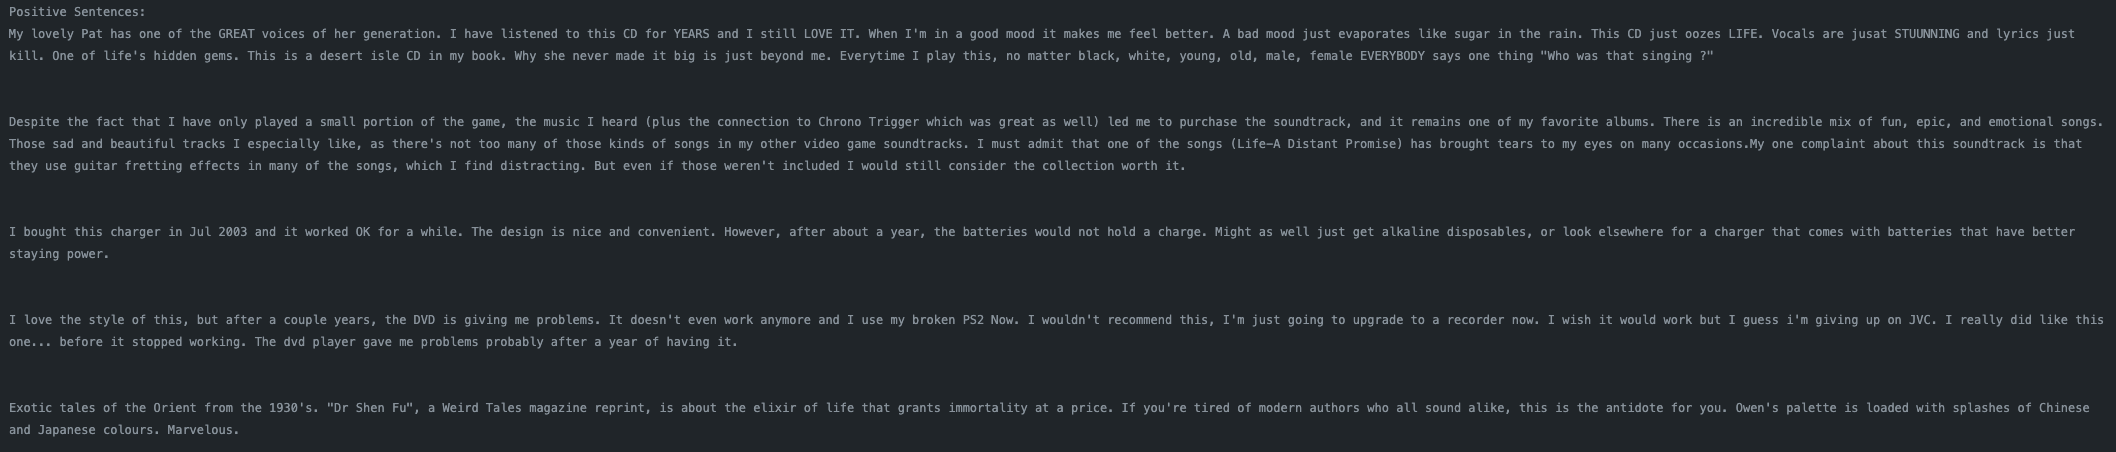 Positive Sentences:
My lovely Pat has one of the GREAT voices of her generation. I have listened to this CD for YEARS and I still LOVE IT. When I'm in a good mood it makes me feel better. A bad mood just evaporates like sugar in the rain. This CD just oozes LIFE. Vocals are jusat STUUNNING and lyrics just
kill. One of life's hidden gems. This is a desert isle CD in my book. Why she never made it big is just beyond me. Everytime I play this, no matter black, white, young, old, male, female EVERYBODY says one thing "Who was that singing ?"
Despite the fact that I have only played a small portion of the game, the music I heard (plus the connection to Chrono Trigger which was great as well) led me to purchase the soundtrack, and it remains one of my favorite albums. There is an incredible mix of fun, epic, and emotional songs.
Those sad and beautiful tracks I especially like, as there's not too many of those kinds of songs in my other video game soundtracks. I must admit that one of the songs (Life-A Distant Promise) has brought tears to my eyes on many occasions.My one complaint about this soundtrack is that
they use guitar fretting effects in many of the songs, which I find distracting. But even if those weren't included I would still consider the collection worth it.
I bought this charger in Jul 2003 and it worked OK for a while. The design is nice and convenient. However, after about a year, the batteries would not hold a charge. Might as well just get alkaline disposables, or look elsewhere for a charger that comes with batteries that have better
staying power.
I love the style of this, but after a couple years, the DVD is giving me problems. It doesn't even work anymore and I use my broken PS2 Now. I wouldn't recommend this, I'm just going to upgrade to a recorder now. I wish it would work but I guess i'm giving up on JVC. I really did like this
one... before it stopped working. The dvd player gave me problems probably after a year of having it.
Exotic tales of the Orient from the 1930's. "Dr Shen Fu", a Weird Tales magazine reprint, is about the elixir of life that grants immortality at a price. If you're tired of modern authors who all sound alike, this is the antidote for you. Owen's palette is loaded with splashes of Chinese
and Japanese colours. Marvelous.